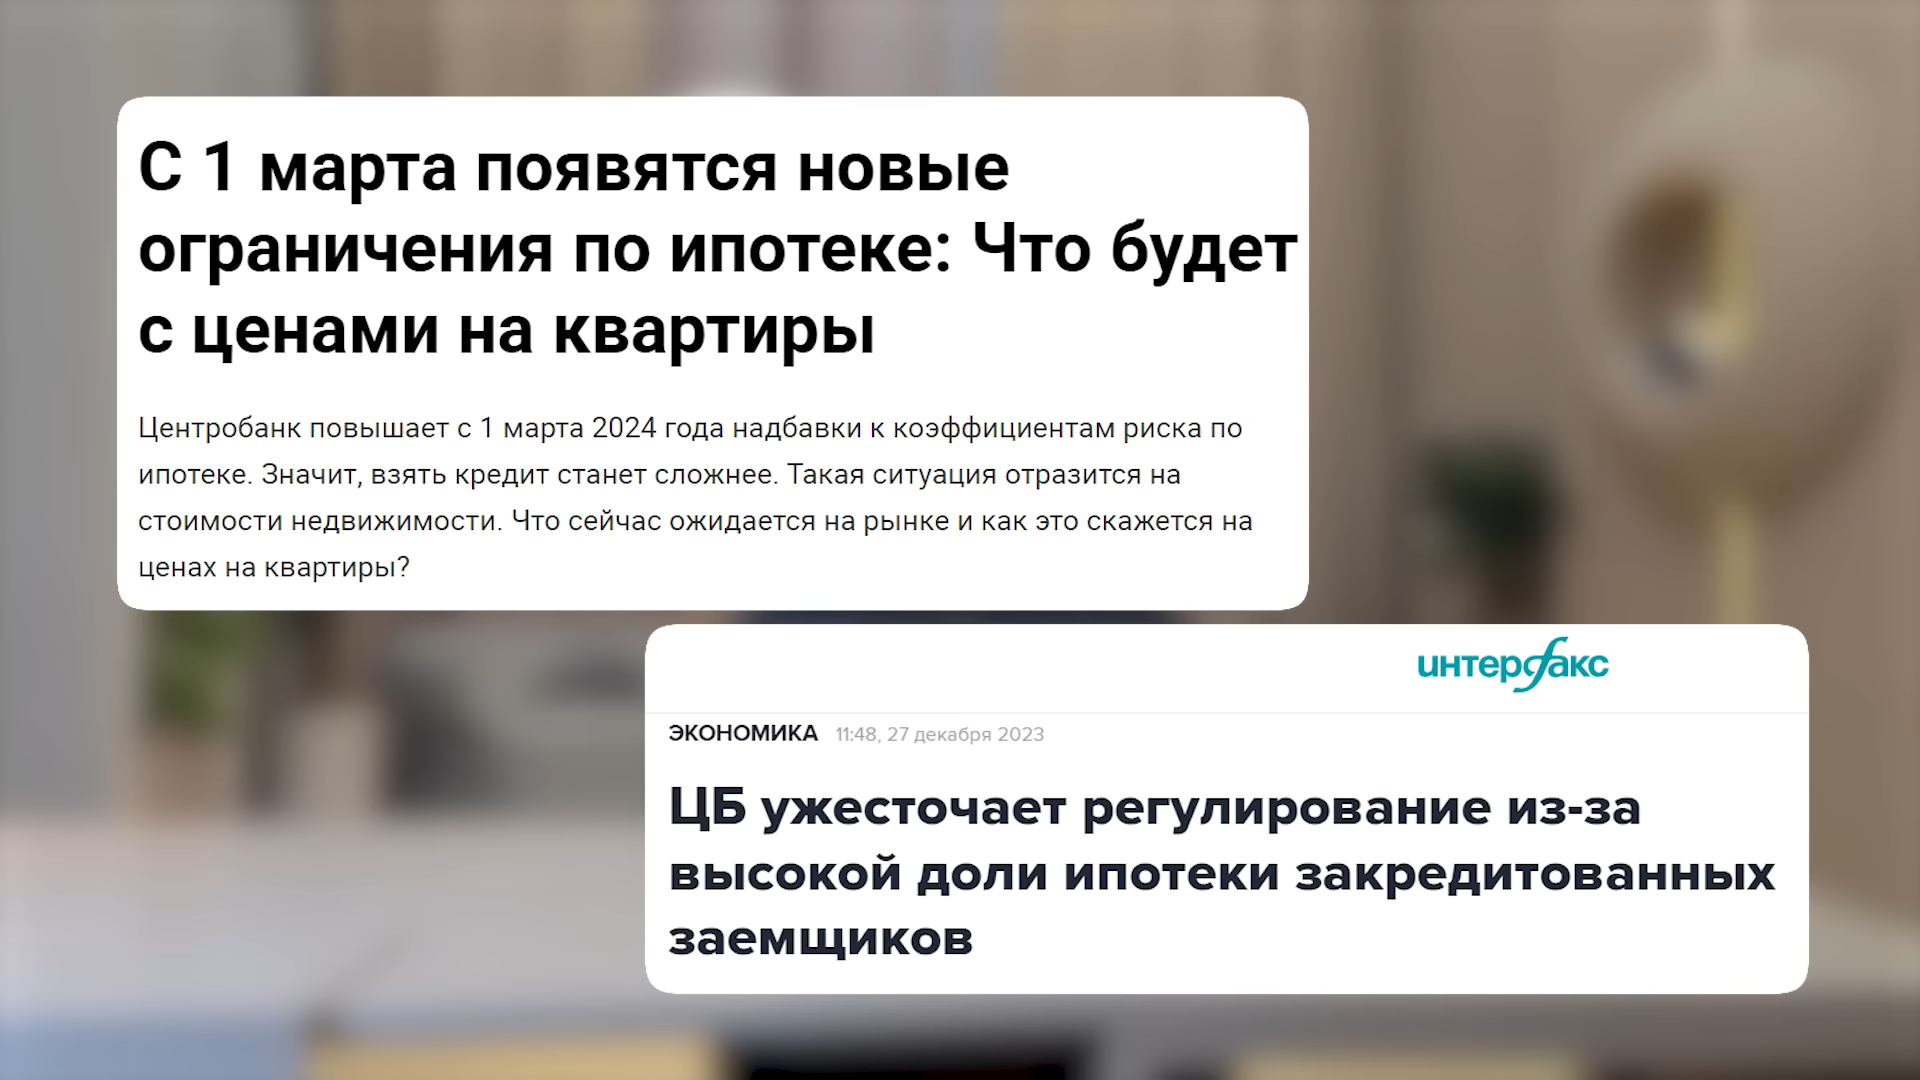 С 1 марта появятся новые
ограничения по ипотеке: Что будет
с ценами на квартиры
Центробанк повышает с 1 марта 2024 года надбавки к коэффициентам риска по
ипотеке. Значит, взять кредит станет сложнее. Такая ситуация отразится на
стоимости недвижимости. Что сейчас ожидается на рынке и как это скажется на
ценах на квартиры?
интерфакс
ЭКОНОМИКА 11:48, 27 декабря 2023
ЦБ ужесточает регулирование из-за
высокой доли ипотеки закредитованных
заемщиков